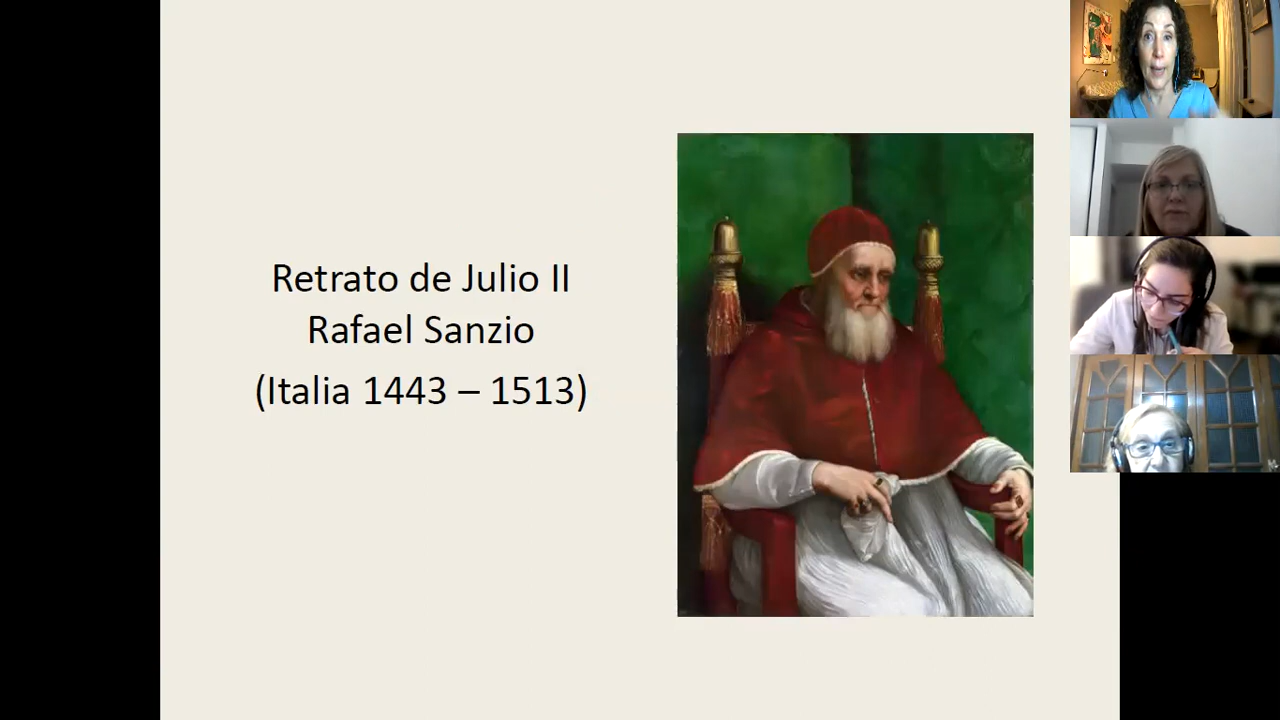 Retrato de Julio II
Rafael Sanzio
(Italia 1443 – 1513)